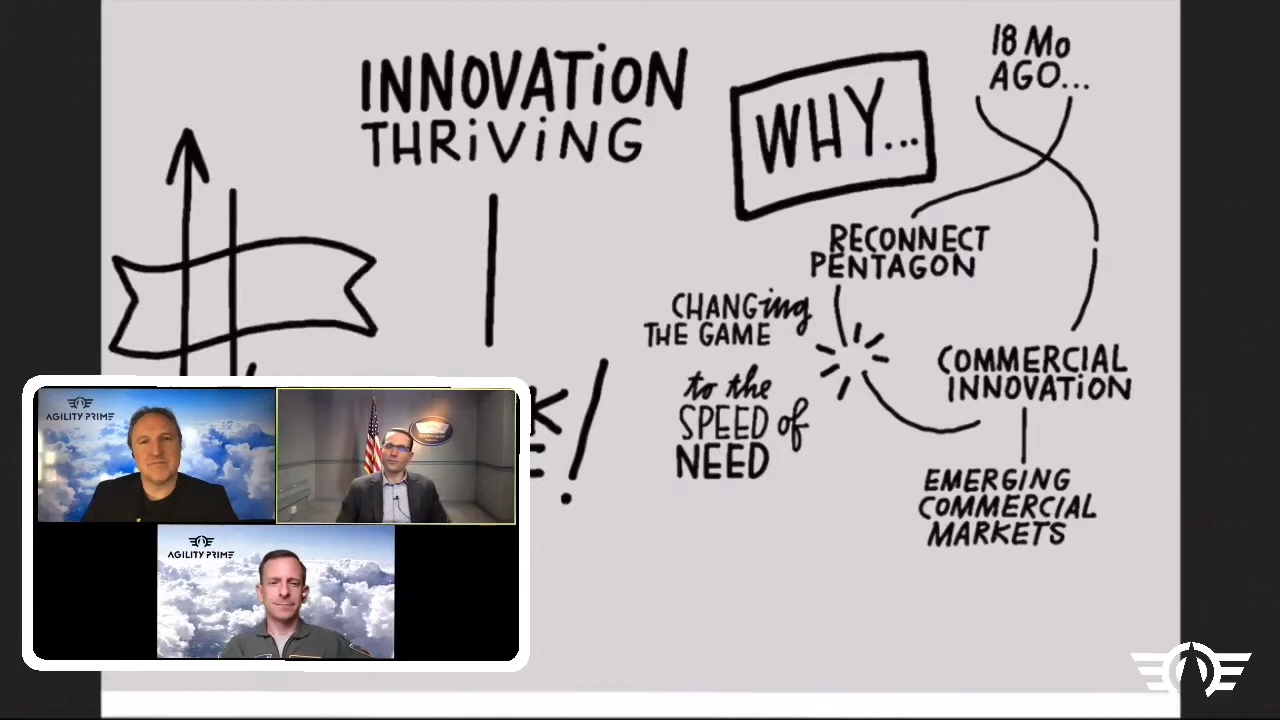 INNOVATION
THRIVING
WHY...
18 MO
AGO...
RECONNECT
PENTAGON
CHANGING
THE GAME
to the
SPEED of
NEED
COMMERCIAL
INNOVATION
EMERGING
COMMERCIAL
MARKETS
AGILITY PRIME
AGILITY PRIME